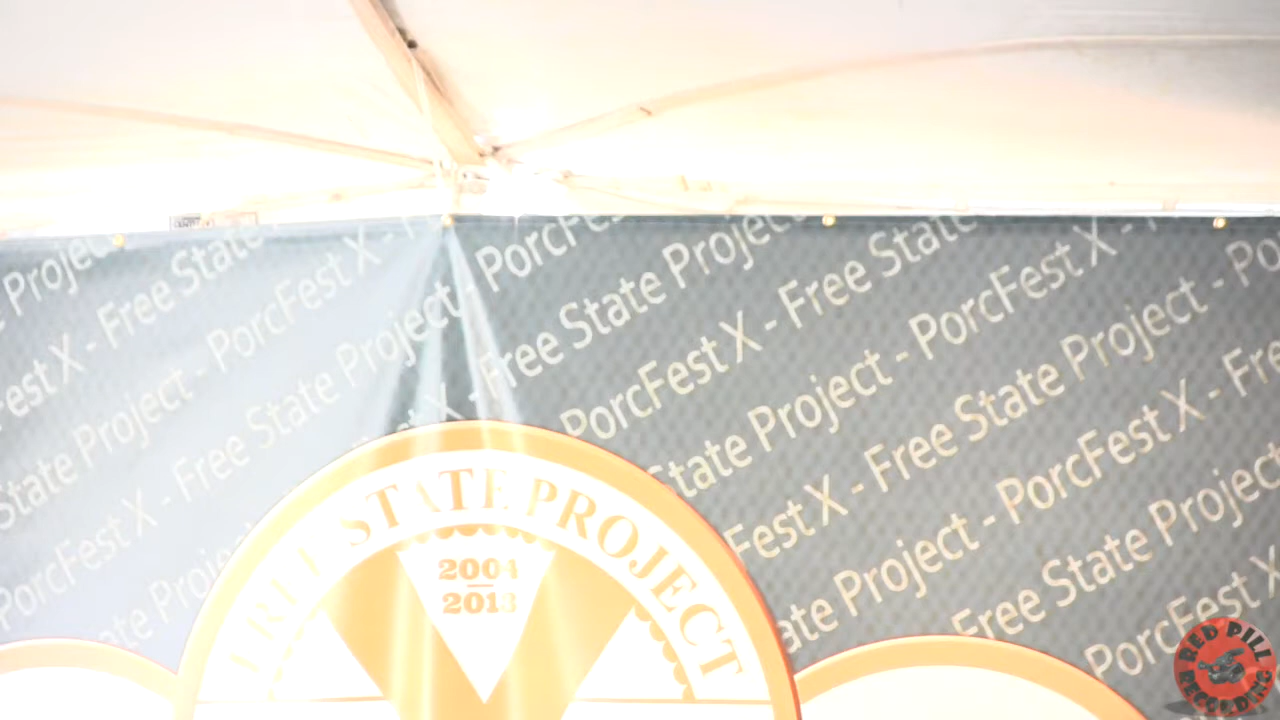 Project - PorcFest X - Free State Project - PorcFest X -
Free State Project - PorcFest X - Free State Project
PorcFest X - Free State Project - PorcFest X - Free
State Project - PorcFest X - Free State Project
PorcFest X - Free State Project - PorcFest X
FREE STATE PROJECT
2004
2013
RED PILL
RECORDING